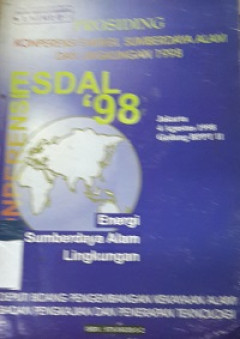 PROSIDING
KONFERENSI ENERGI, SUMBERDAYA ALAM
DAN LINGKUNGAN 1998
KONFERENSI
ESDAL
'98
Jakarta
4 Agustus 1998
Gedung BPPT II
Energi
Sumberdaya Alam
Lingkungan
DEPUTI BIDANG PENGEMBANGAN KEKAYAAN ALAM
BADAN PENGKAJIAN DAN PENERAPAN TEKNOLOGI